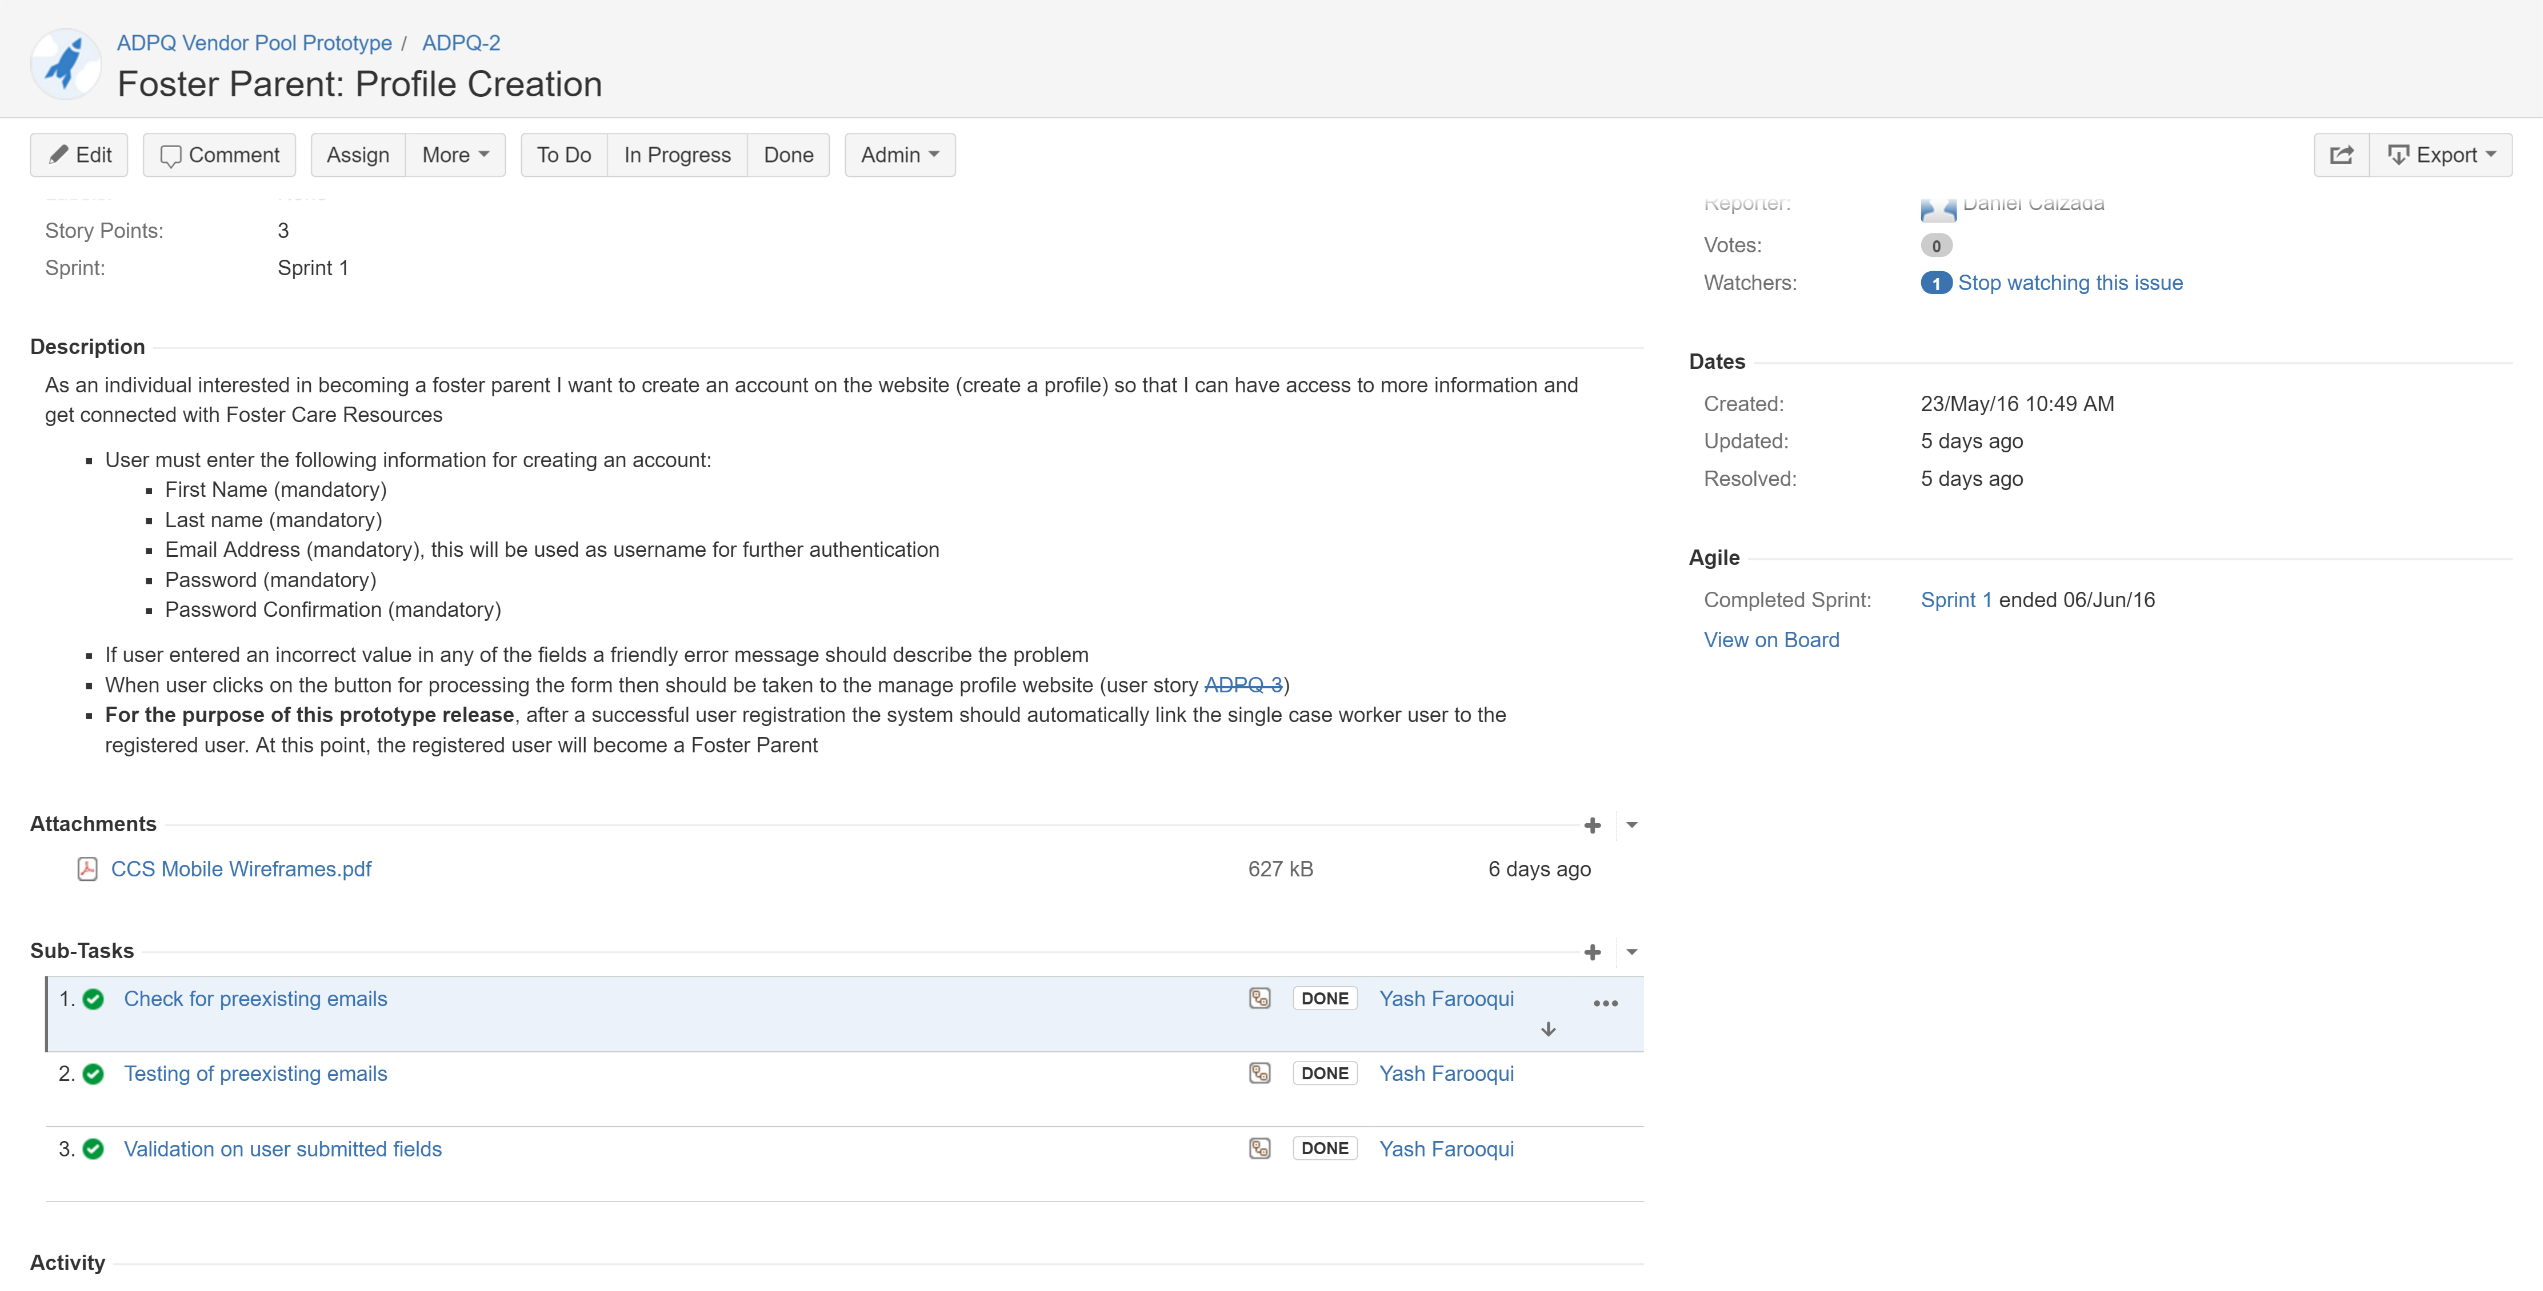 ADPQ Vendor Pool Prototype / ADPQ-2
Foster Parent: Profile Creation
Edit Comment Assign More To Do In Progress Done Admin Export
Story Points: 3
Sprint: Sprint 1
Description
As an individual interested in becoming a foster parent I want to create an account on the website (create a profile) so that I can have access to more information and
get connected with Foster Care Resources
User must enter the following information for creating an account:
First Name (mandatory)
Last name (mandatory)
Email Address (mandatory), this will be used as username for further authentication
Password (mandatory)
Password Confirmation (mandatory)
If user entered an incorrect value in any of the fields a friendly error message should describe the problem
When user clicks on the button for processing the form then should be taken to the manage profile website (user story ADPQ-3)
For the purpose of this prototype release, after a successful user registration the system should automatically link the single case worker user to the
registered user. At this point, the registered user will become a Foster Parent
Attachments
CCS Mobile Wireframes.pdf 627 kB 6 days ago
Sub-Tasks
1. Check for preexisting emails DONE Yash Farooqui
2. Testing of preexisting emails DONE Yash Farooqui
3. Validation on user submitted fields DONE Yash Farooqui
Activity
Reporter: Daniel Calzada
Votes: 0
Watchers: 1 Stop watching this issue
Dates
Created: 23/May/16 10:49 AM
Updated: 5 days ago
Resolved: 5 days ago
Agile
Completed Sprint: Sprint 1 ended 06/Jun/16
View on Board